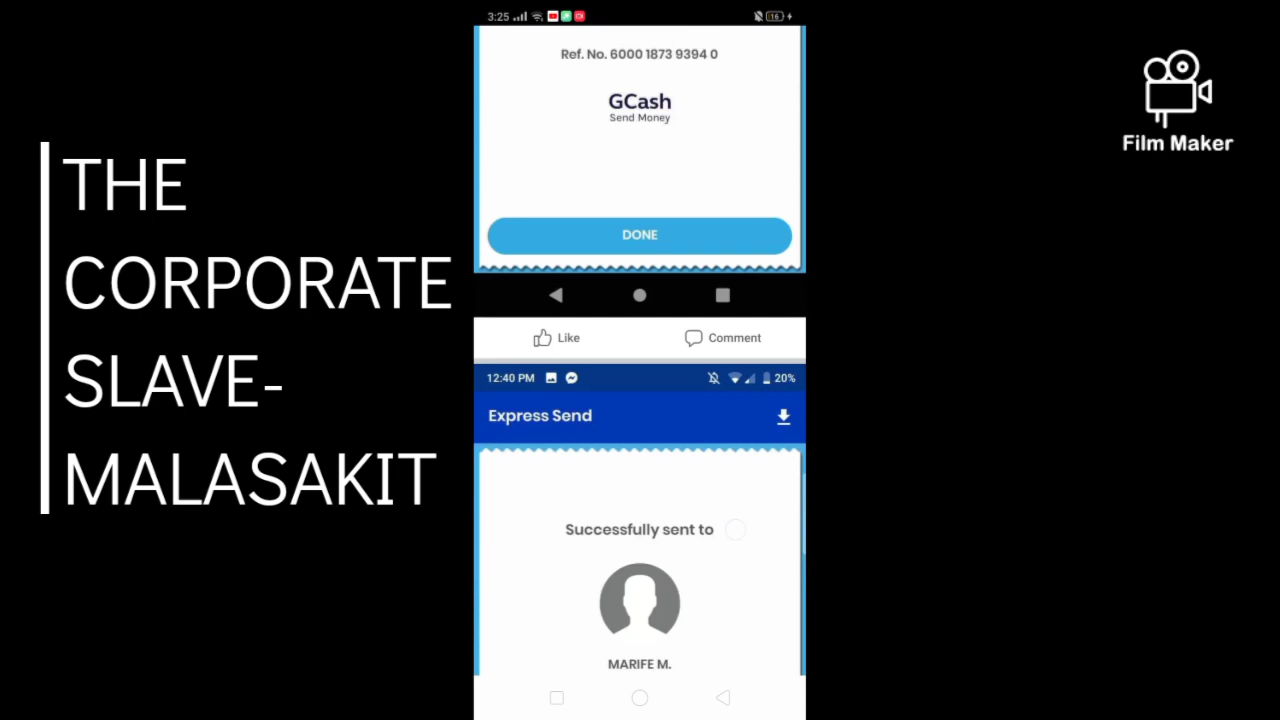 3:25
16
Ref. No. 6000 1873 9394 0
GCash
Send Money
DONE
Like
Comment
12:40 PM
20%
Express Send
Successfully sent to
MARIFE M.
THE
CORPORATE
SLAVE-
MALASAKIT
Film Maker